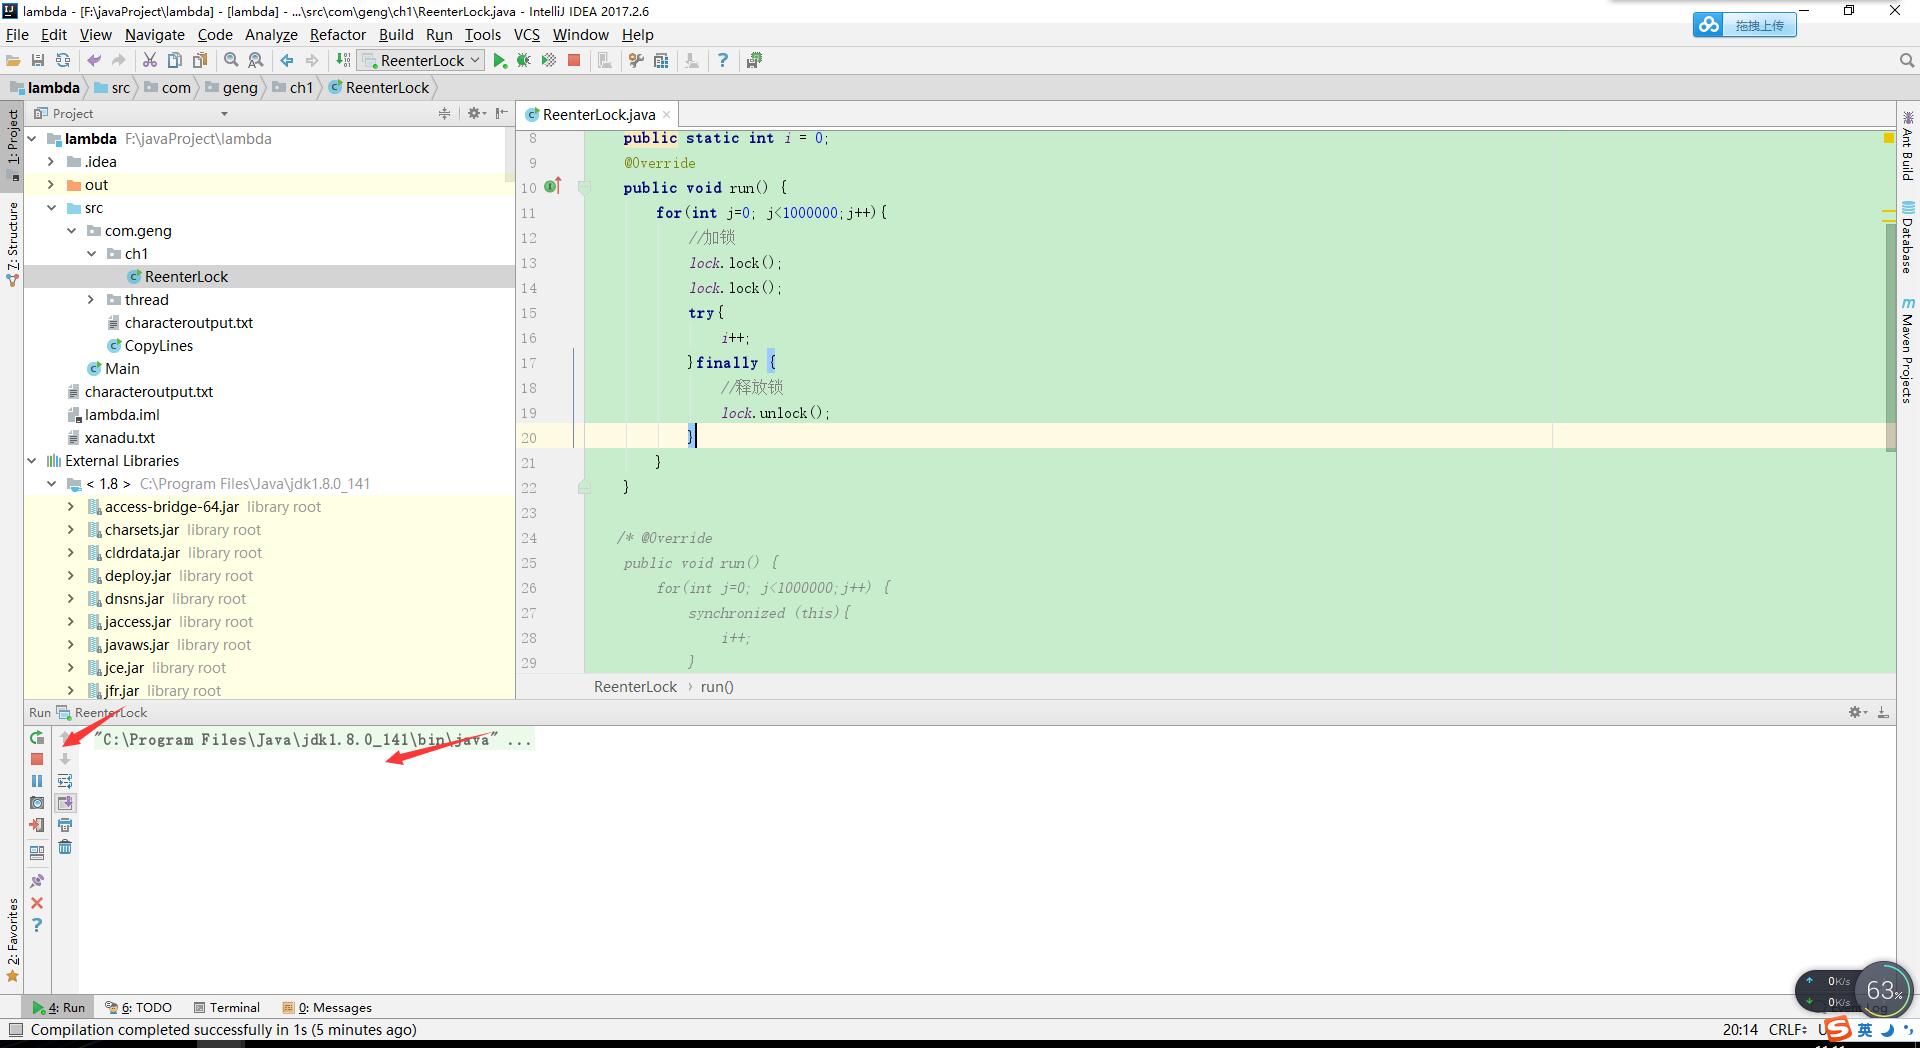 lambda - [F:\javaProject\lambda] - [lambda] - ...\src\com\geng\ch1\ReenterLock.java - IntelliJ IDEA 2017.2.6
拖拽上传
File Edit View Navigate Code Analyze Refactor Build Run Tools VCS Window Help
ReenterLock
lambda src com geng ch1 ReenterLock
1: Project
7: Structure
2: Favorites
Project
lambda F:\javaProject\lambda
.idea
out
src
com.geng
ch1
ReenterLock
thread
characteroutput.txt
CopyLines
Main
characteroutput.txt
lambda.iml
xanadu.txt
External Libraries
< 1.8 > C:\Program Files\Java\jdk1.8.0_141
access-bridge-64.jar library root
charsets.jar library root
cldrdata.jar library root
deploy.jar library root
dnsns.jar library root
jaccess.jar library root
javaws.jar library root
jce.jar library root
jfr.jar library root
ReenterLock.java
8 public static int i = 0;
9 @Override
10 public void run() {
11 for(int j=0; j<1000000;j++){
12 //加锁
13 lock.lock();
14 lock.lock();
15 try{
16 i++;
17 }finally {
18 //释放锁
19 lock.unlock();
20 }
21 }
22 }
23
24 /* @Override
25 public void run() {
26 for(int j=0; j<1000000;j++) {
27 synchronized (this){
28 i++;
29 }
ReenterLock › run()
Ant Build
Database
Maven Projects
Run ReenterLock
"C:\Program Files\Java\jdk1.8.0_141\bin\java" ...
0K/s
0K/s
63%
4: Run 6: TODO Terminal 0: Messages
Compilation completed successfully in 1s (5 minutes ago)
20:14 CRLF
英